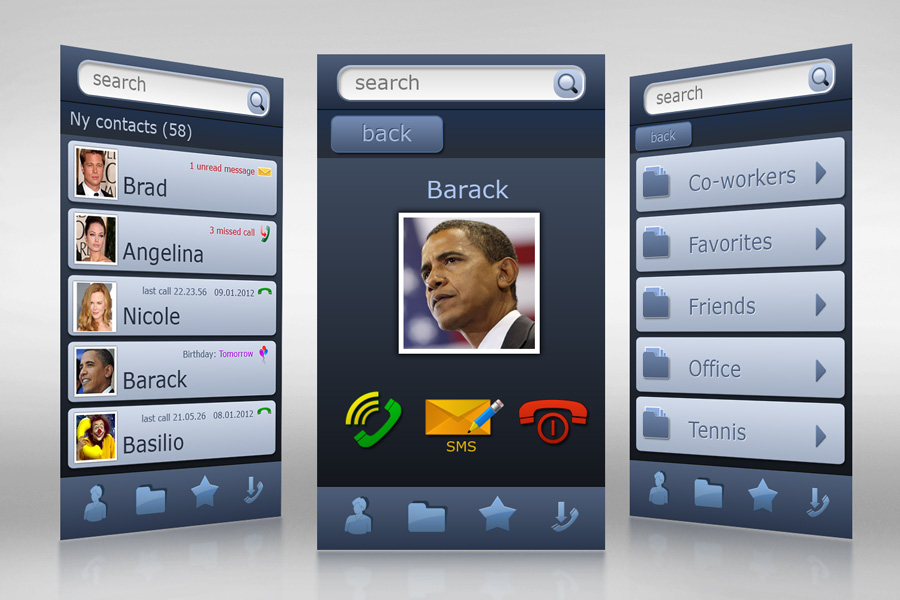 search
Ny contacts (58)
1 unread message
Brad
3 missed call
Angelina
last call 22.23.56 09.01.2012
Nicole
Birthday: Tomorrow
Barack
last call 21.05.26 08.01.2012
Basilio
search
back
Barack
SMS
search
back
Co-workers
Favorites
Friends
Office
Tennis